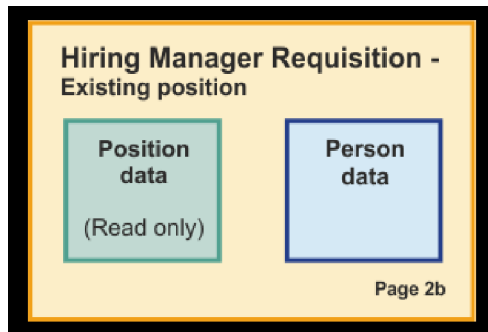 Hiring Manager Requisition -
Existing position
Position
data
(Read only)
Person
data
Page 2b